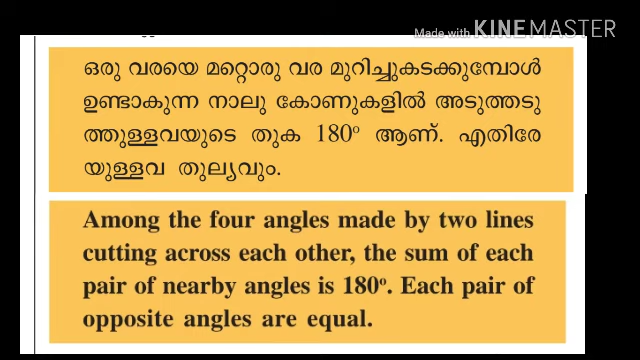 Made with KINEMASTER
ഒരു വരയെ മറ്റൊരു വര മുറിച്ചുകടക്കുമ്പോൾ
ഉണ്ടാകുന്ന നാലു കോണുകളിൽ അടുത്തടു
ത്തുള്ളവയുടെ തുക 180° ആണ്. എതിരേ
യുള്ളവ തുല്യവും.
Among the four angles made by two lines
cutting across each other, the sum of each
pair of nearby angles is 180°. Each pair of
opposite angles are equal.